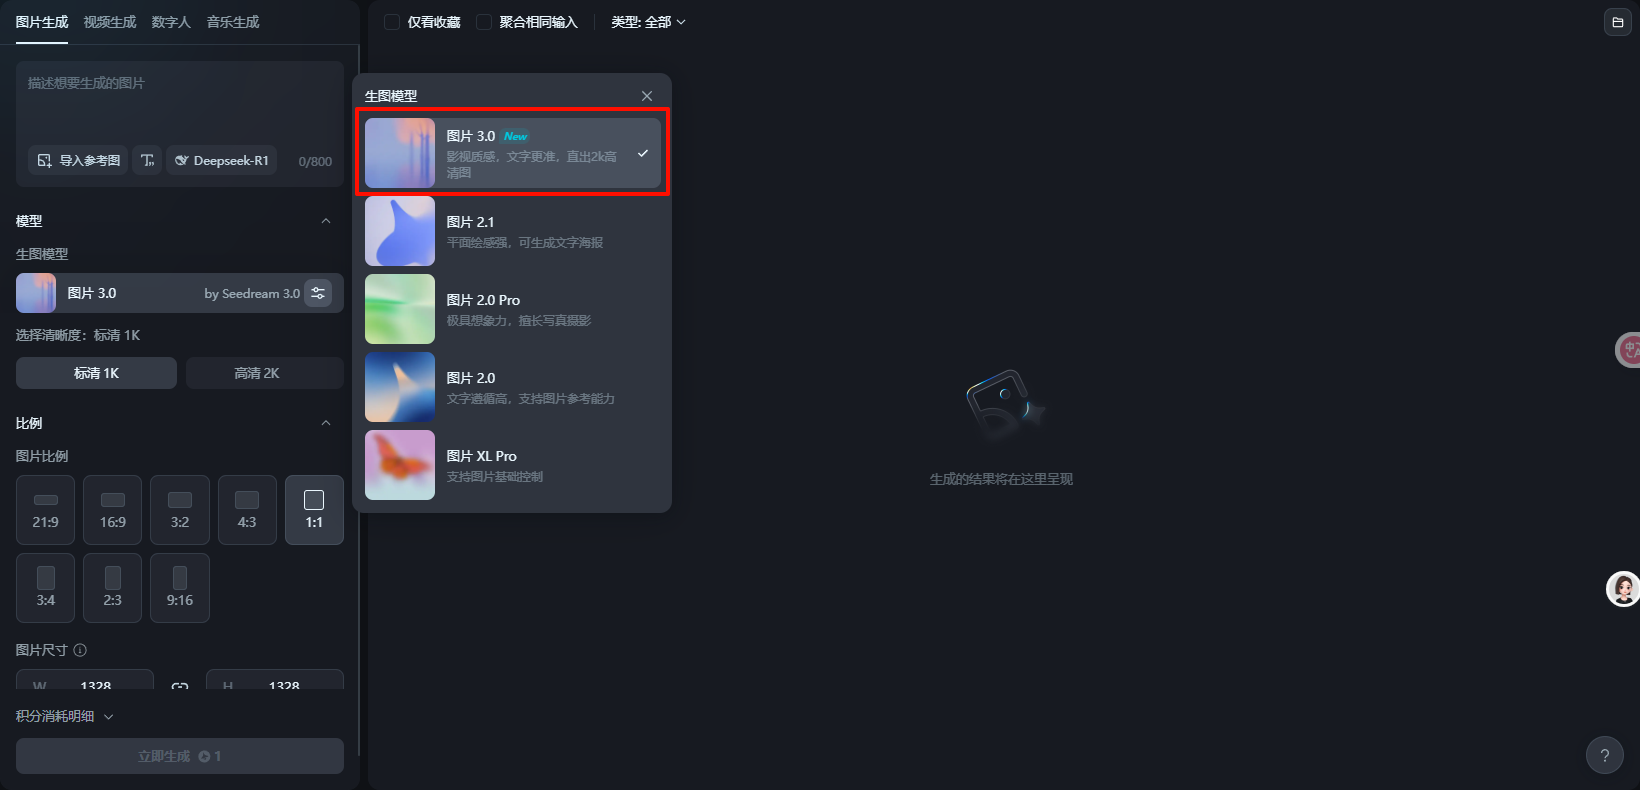 图片生成 视频生成 数字人 音乐生成
仅看收藏 聚合相同输入 类型: 全部
描述想要生成的图片
导入参考图 Deepseek-R1 0/800
模型
生图模型
图片 3.0 by Seedream 3.0
选择清晰度：标清 1K
标清 1K 高清 2K
比例
图片比例
21:9 16:9 3:2 4:3 1:1
3:4 2:3 9:16
图片尺寸
W 1328 H 1328
积分消耗明细
立即生成 1
生图模型
图片 3.0 New
影视质感，文字更准，直出2k高
清图
图片 2.1
平面绘感强，可生成文字海报
图片 2.0 Pro
极具想象力，擅长写真摄影
图片 2.0
文字遵循高，支持图片参考能力
图片 XL Pro
支持图片基础控制
生成的结果将在这里呈现
中
A
?